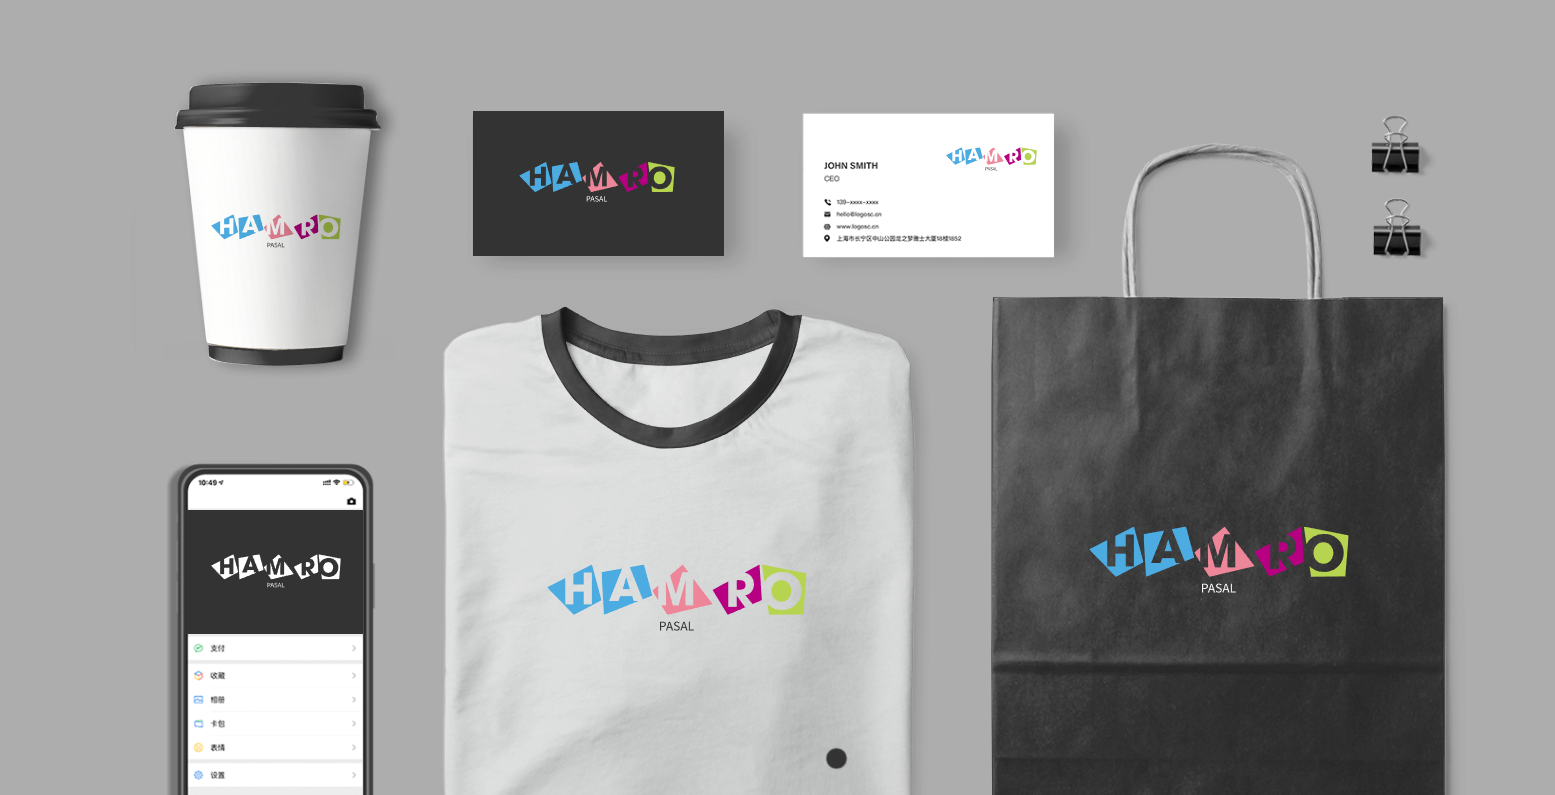 HAMRO
PASAL
HAMRO
PASAL
HAMRO
PASAL
JOHN SMITH
CEO
139-xxxx-xxxx
hello@logosc.cn
www.logosc.cn
上海市长宁区中山公园龙之梦雅士大厦18楼1852
10:49
HAMRO
PASAL
支付
收藏
相册
卡包
表情
设置
HAMRO
PASAL
HAMRO
PASAL